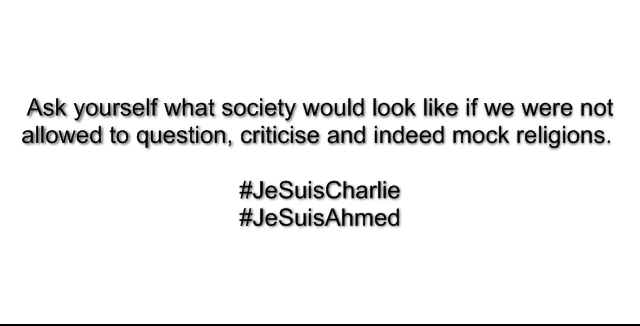 Ask yourself what society would look like if we were not
allowed to question, criticise and indeed mock religions.
#JeSuisCharlie
#JeSuisAhmed